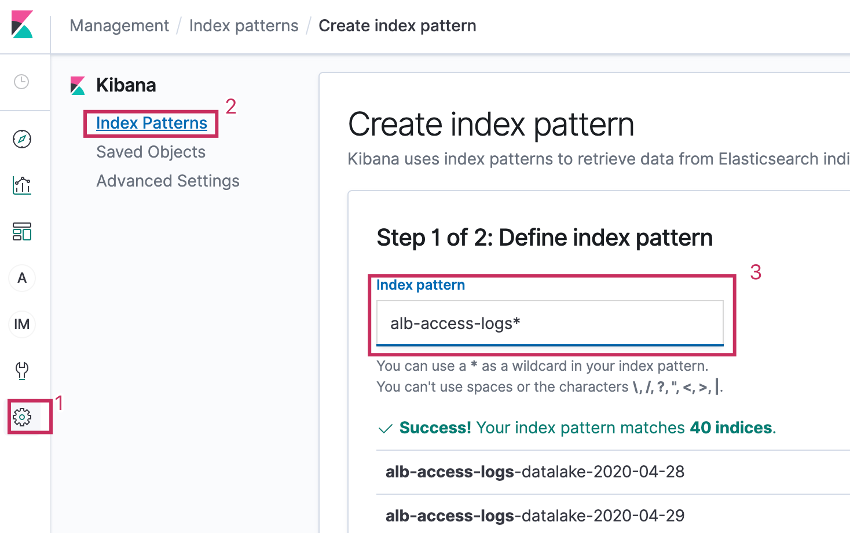 Management / Index patterns / Create index pattern
Kibana
Index Patterns 2
Saved Objects
Advanced Settings
Create index pattern
Kibana uses index patterns to retrieve data from Elasticsearch indi
Step 1 of 2: Define index pattern
3
Index pattern
alb-access-logs*
You can use a * as a wildcard in your index pattern.
You can't use spaces or the characters \, /, ?, ", <, >, |.
✓ Success! Your index pattern matches 40 indices.
alb-access-logs-datalake-2020-04-28
alb-access-logs-datalake-2020-04-29
A
IM
1